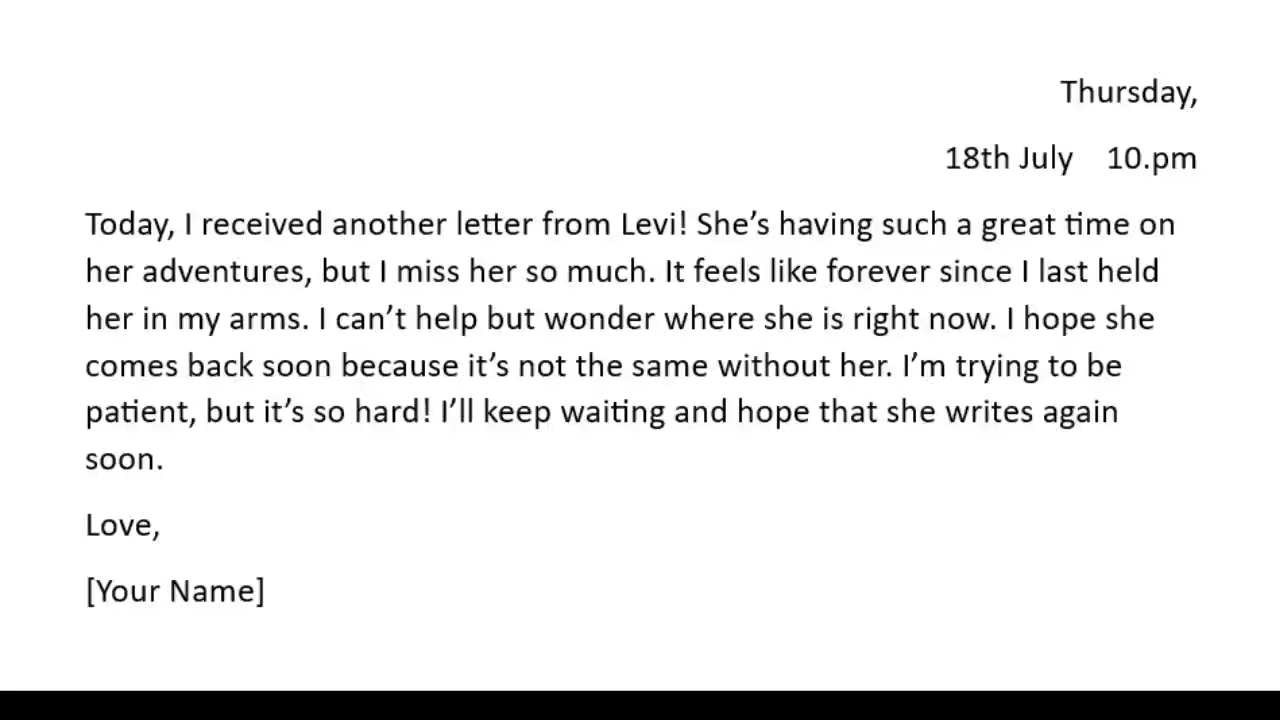 Thursday,
18th July 10.pm
Today, I received another letter from Levi! She’s having such a great time on
her adventures, but I miss her so much. It feels like forever since I last held
her in my arms. I can’t help but wonder where she is right now. I hope she
comes back soon because it’s not the same without her. I’m trying to be
patient, but it’s so hard! I’ll keep waiting and hope that she writes again
soon.
Love,
[Your Name]